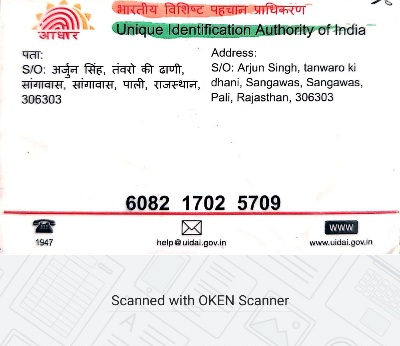 भारतीय विशिष्ट पहचान प्राधिकरण
Unique Identification Authority of India
आधार
पता:
S/O: अर्जुन सिंह, तंवरो की ढाणी,
सांगावास, सांगावास, पाली, राजस्थान,
306303
Address:
S/O: Arjun Singh, tanwaro ki
dhani, Sangawas, Sangawas,
Pali, Rajasthan, 306303
6082 1702 5709
1947
help@uidai.gov.in
www
www.uidai.gov.in
Scanned with OKEN Scanner